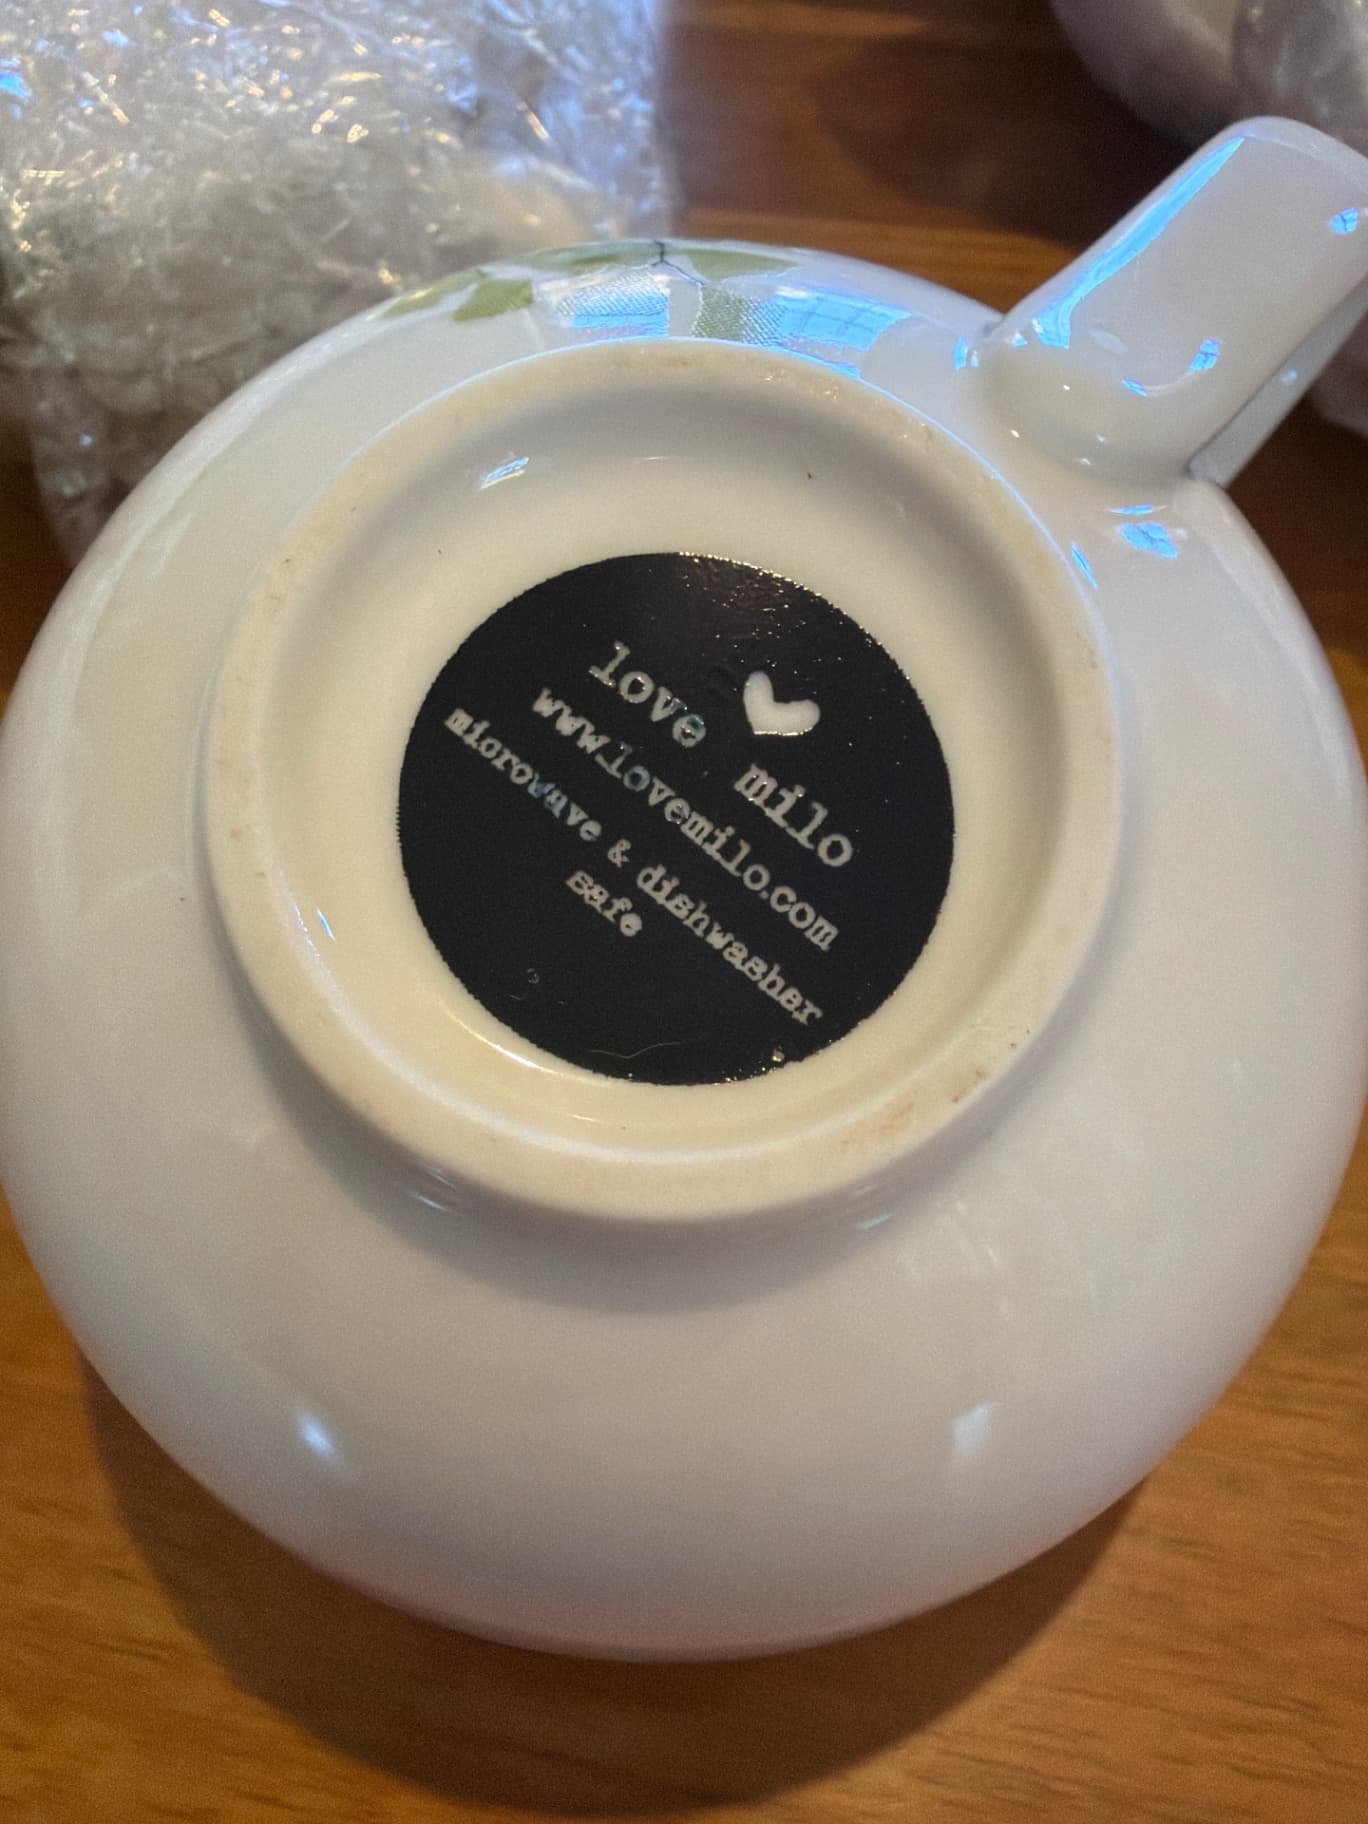 love milo
www.lovemilo.com
microwave & dishwasher
safe